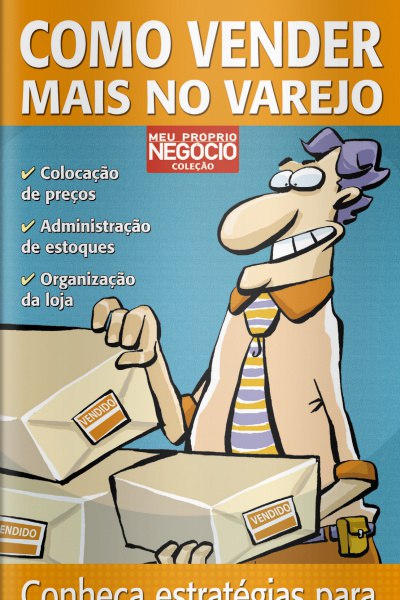 COMO VENDER
MAIS NO VAREJO
MEU PRÓPRIO
NEGÓCIO
COLEÇÃO
✔ Colocação
de preços
✔ Administração
de estoques
✔ Organização
da loja
VENDIDO
VENDIDO
VENDIDO
Conheça estratégias para